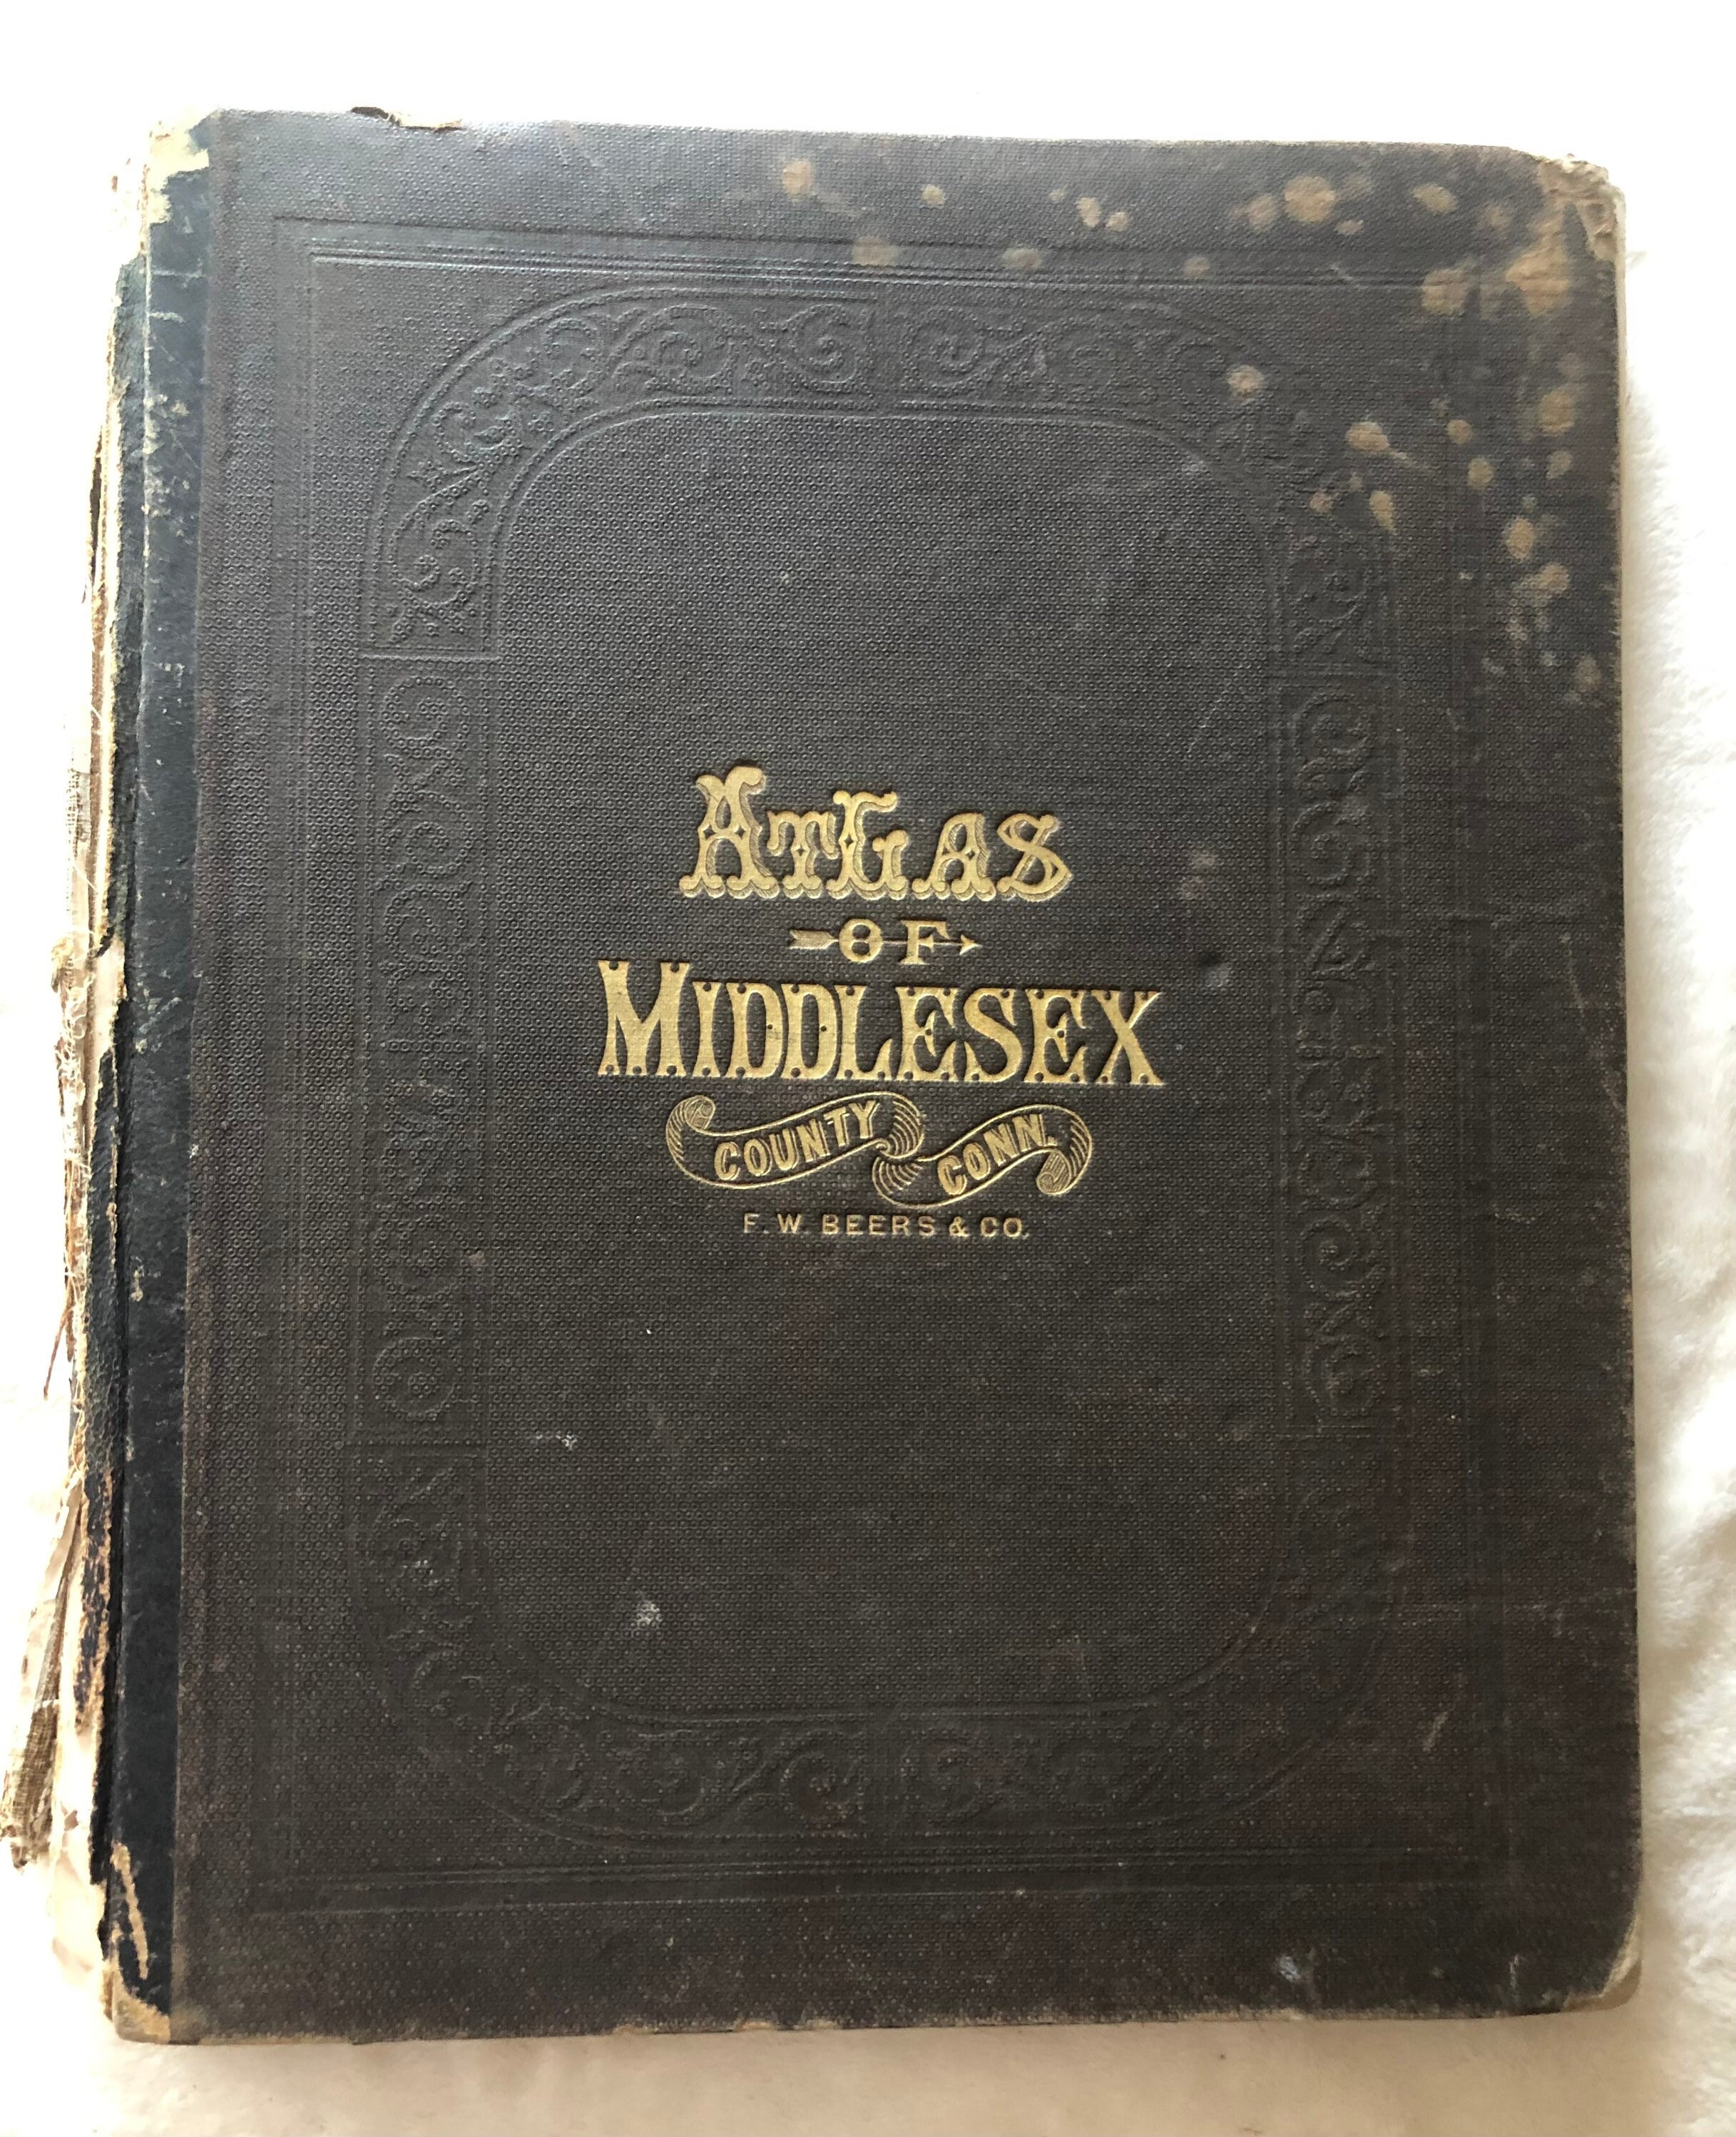 ATLAS
OF
MIDDLESEX
COUNTY CONN.
F. W. BEERS & CO.